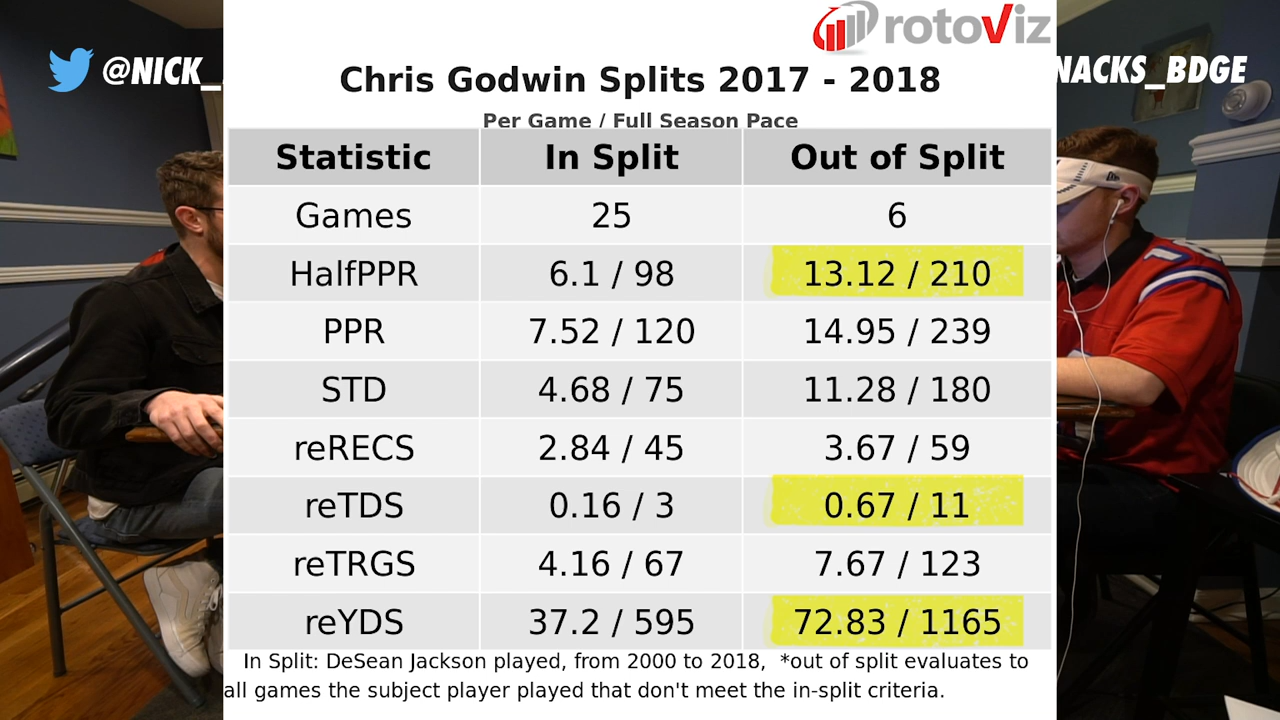 rotoViz
@NICK_
NACKS_BDGE
Chris Godwin Splits 2017 - 2018
Per Game / Full Season Pace
Statistic In Split Out of Split
Games 25 6
HalfPPR 6.1 / 98 13.12 / 210
PPR 7.52 / 120 14.95 / 239
STD 4.68 / 75 11.28 / 180
reRECS 2.84 / 45 3.67 / 59
reTDS 0.16 / 3 0.67 / 11
reTRGS 4.16 / 67 7.67 / 123
reYDS 37.2 / 595 72.83 / 1165
In Split: DeSean Jackson played, from 2000 to 2018, *out of split evaluates to
all games the subject player played that don't meet the in-split criteria.